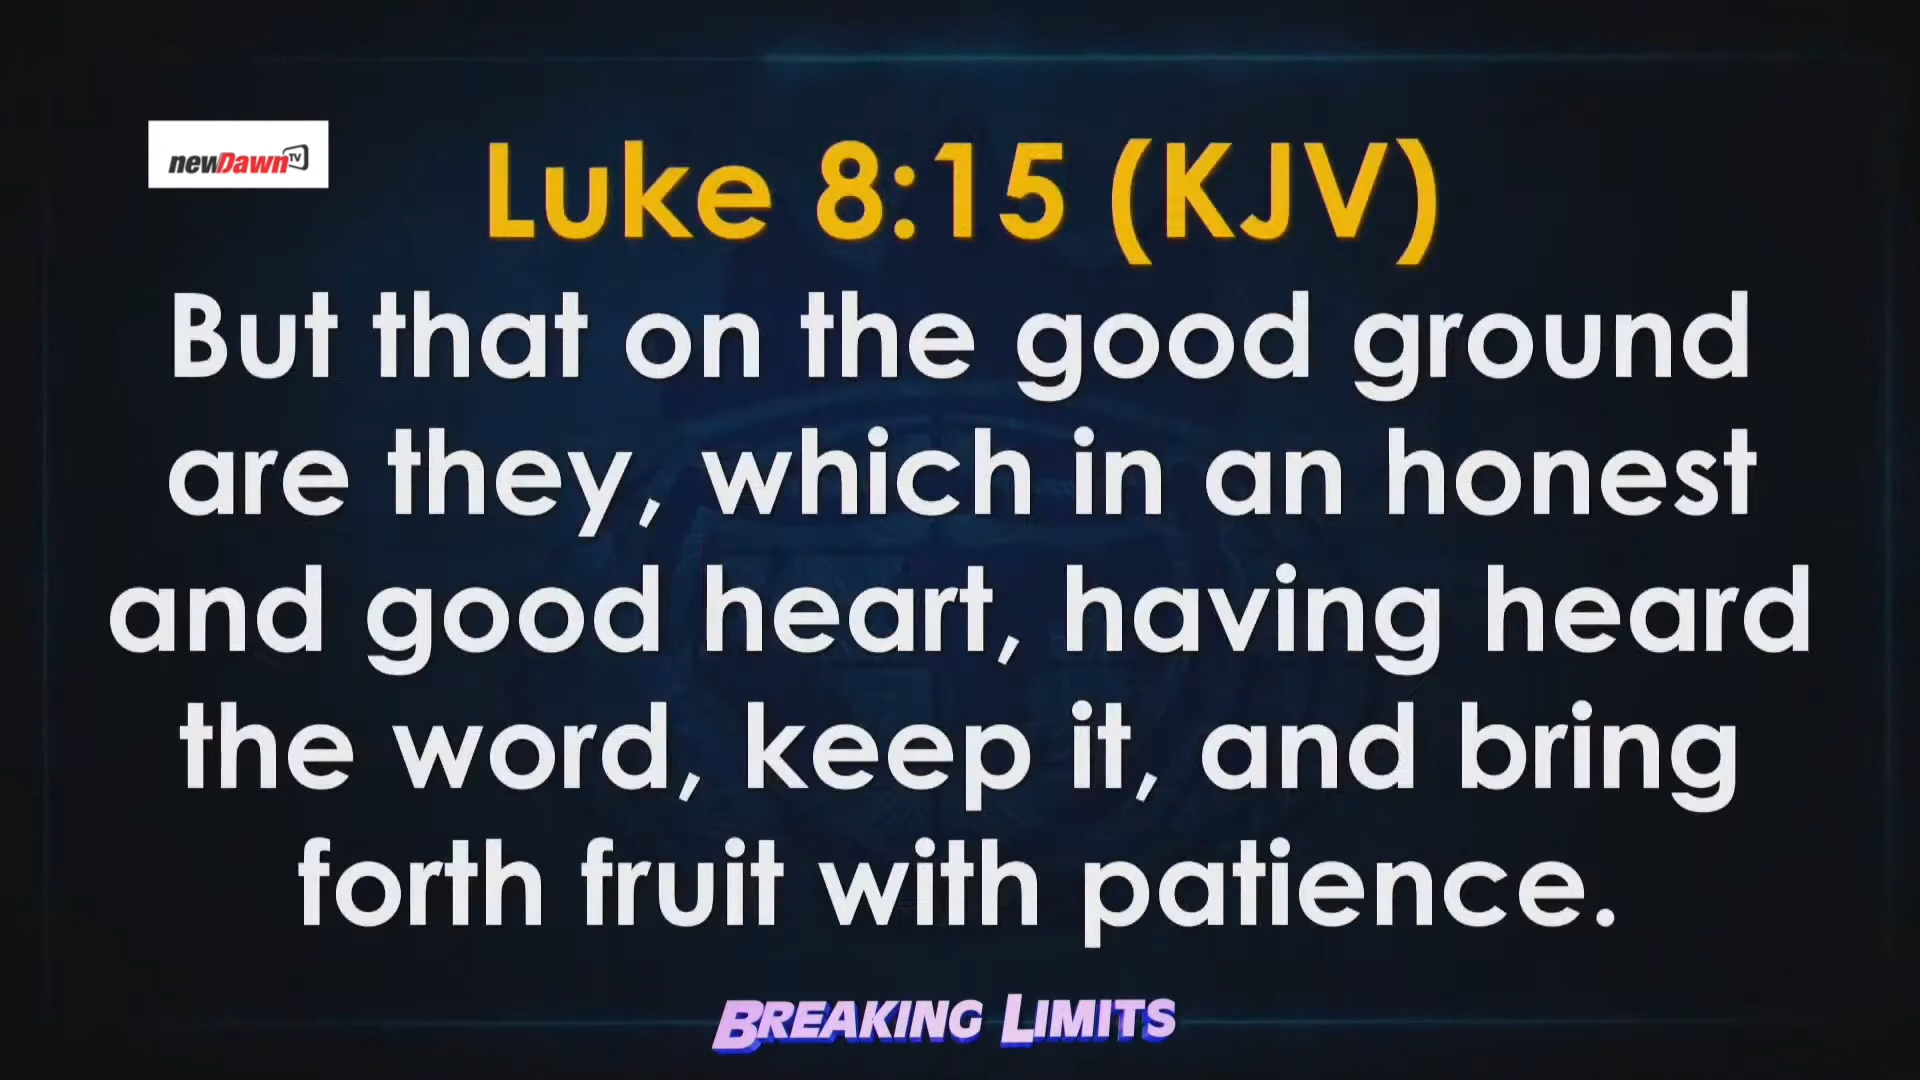 newDawn TV
Luke 8:15 (KJV)
But that on the good ground
are they, which in an honest
and good heart, having heard
the word, keep it, and bring
forth fruit with patience.
BREAKING LIMITS